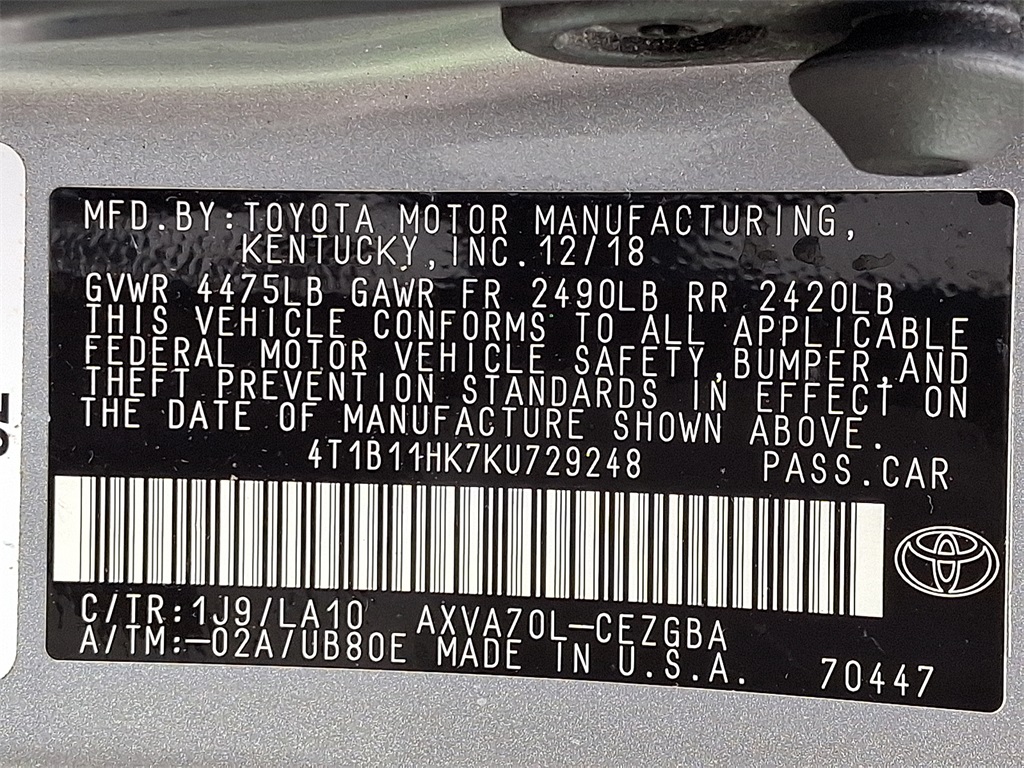 MFD.BY:TOYOTA MOTOR MANUFACTURING,
KENTUCKY,INC.12/18
GVWR 4475LB GAWR FR 2490LB RR 2420LB
THIS VEHICLE CONFORMS TO ALL APPLICABLE
FEDERAL MOTOR VEHICLE SAFETY,BUMPER,AND
THEFT PREVENTION STANDARDS IN EFFECT ON
THE DATE OF MANUFACTURE SHOWN ABOVE.
4T1B11HK7KU729248 PASS.CAR
C/TR:1J9/LA10 AXVA70L-CEZGBA
A/TM:-02A/UB80E MADE IN U.S.A. 70447